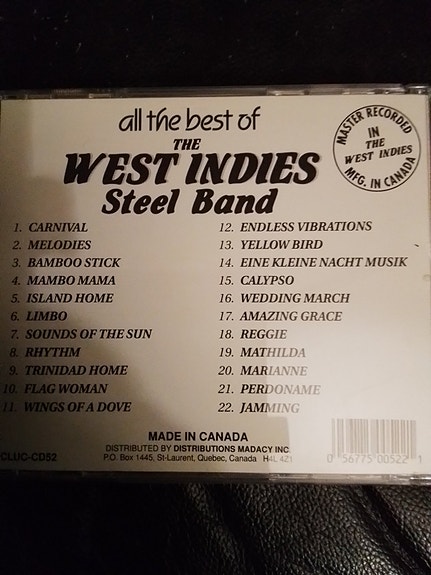 all the best of
THE
WEST INDIES
Steel Band
MASTER RECORDED
IN
THE
WEST INDIES
MFG. IN CANADA
1. CARNIVAL
2. MELODIES
3. BAMBOO STICK
4. MAMBO MAMA
5. ISLAND HOME
6. LIMBO
7. SOUNDS OF THE SUN
8. RHYTHM
9. TRINIDAD HOME
10. FLAG WOMAN
11. WINGS OF A DOVE
12. ENDLESS VIBRATIONS
13. YELLOW BIRD
14. EINE KLEINE NACHT MUSIK
15. CALYPSO
16. WEDDING MARCH
17. AMAZING GRACE
18. REGGIE
19. MATHILDA
20. MARIANNE
21. PERDONAME
22. JAMMING
MADE IN CANADA
DISTRIBUTED BY DISTRIBUTIONS MADACY INC.
P.O. Box 1445, St-Laurent, Quebec, Canada H4L 4Z1
CLUC-CD52
0 56775 00522 1